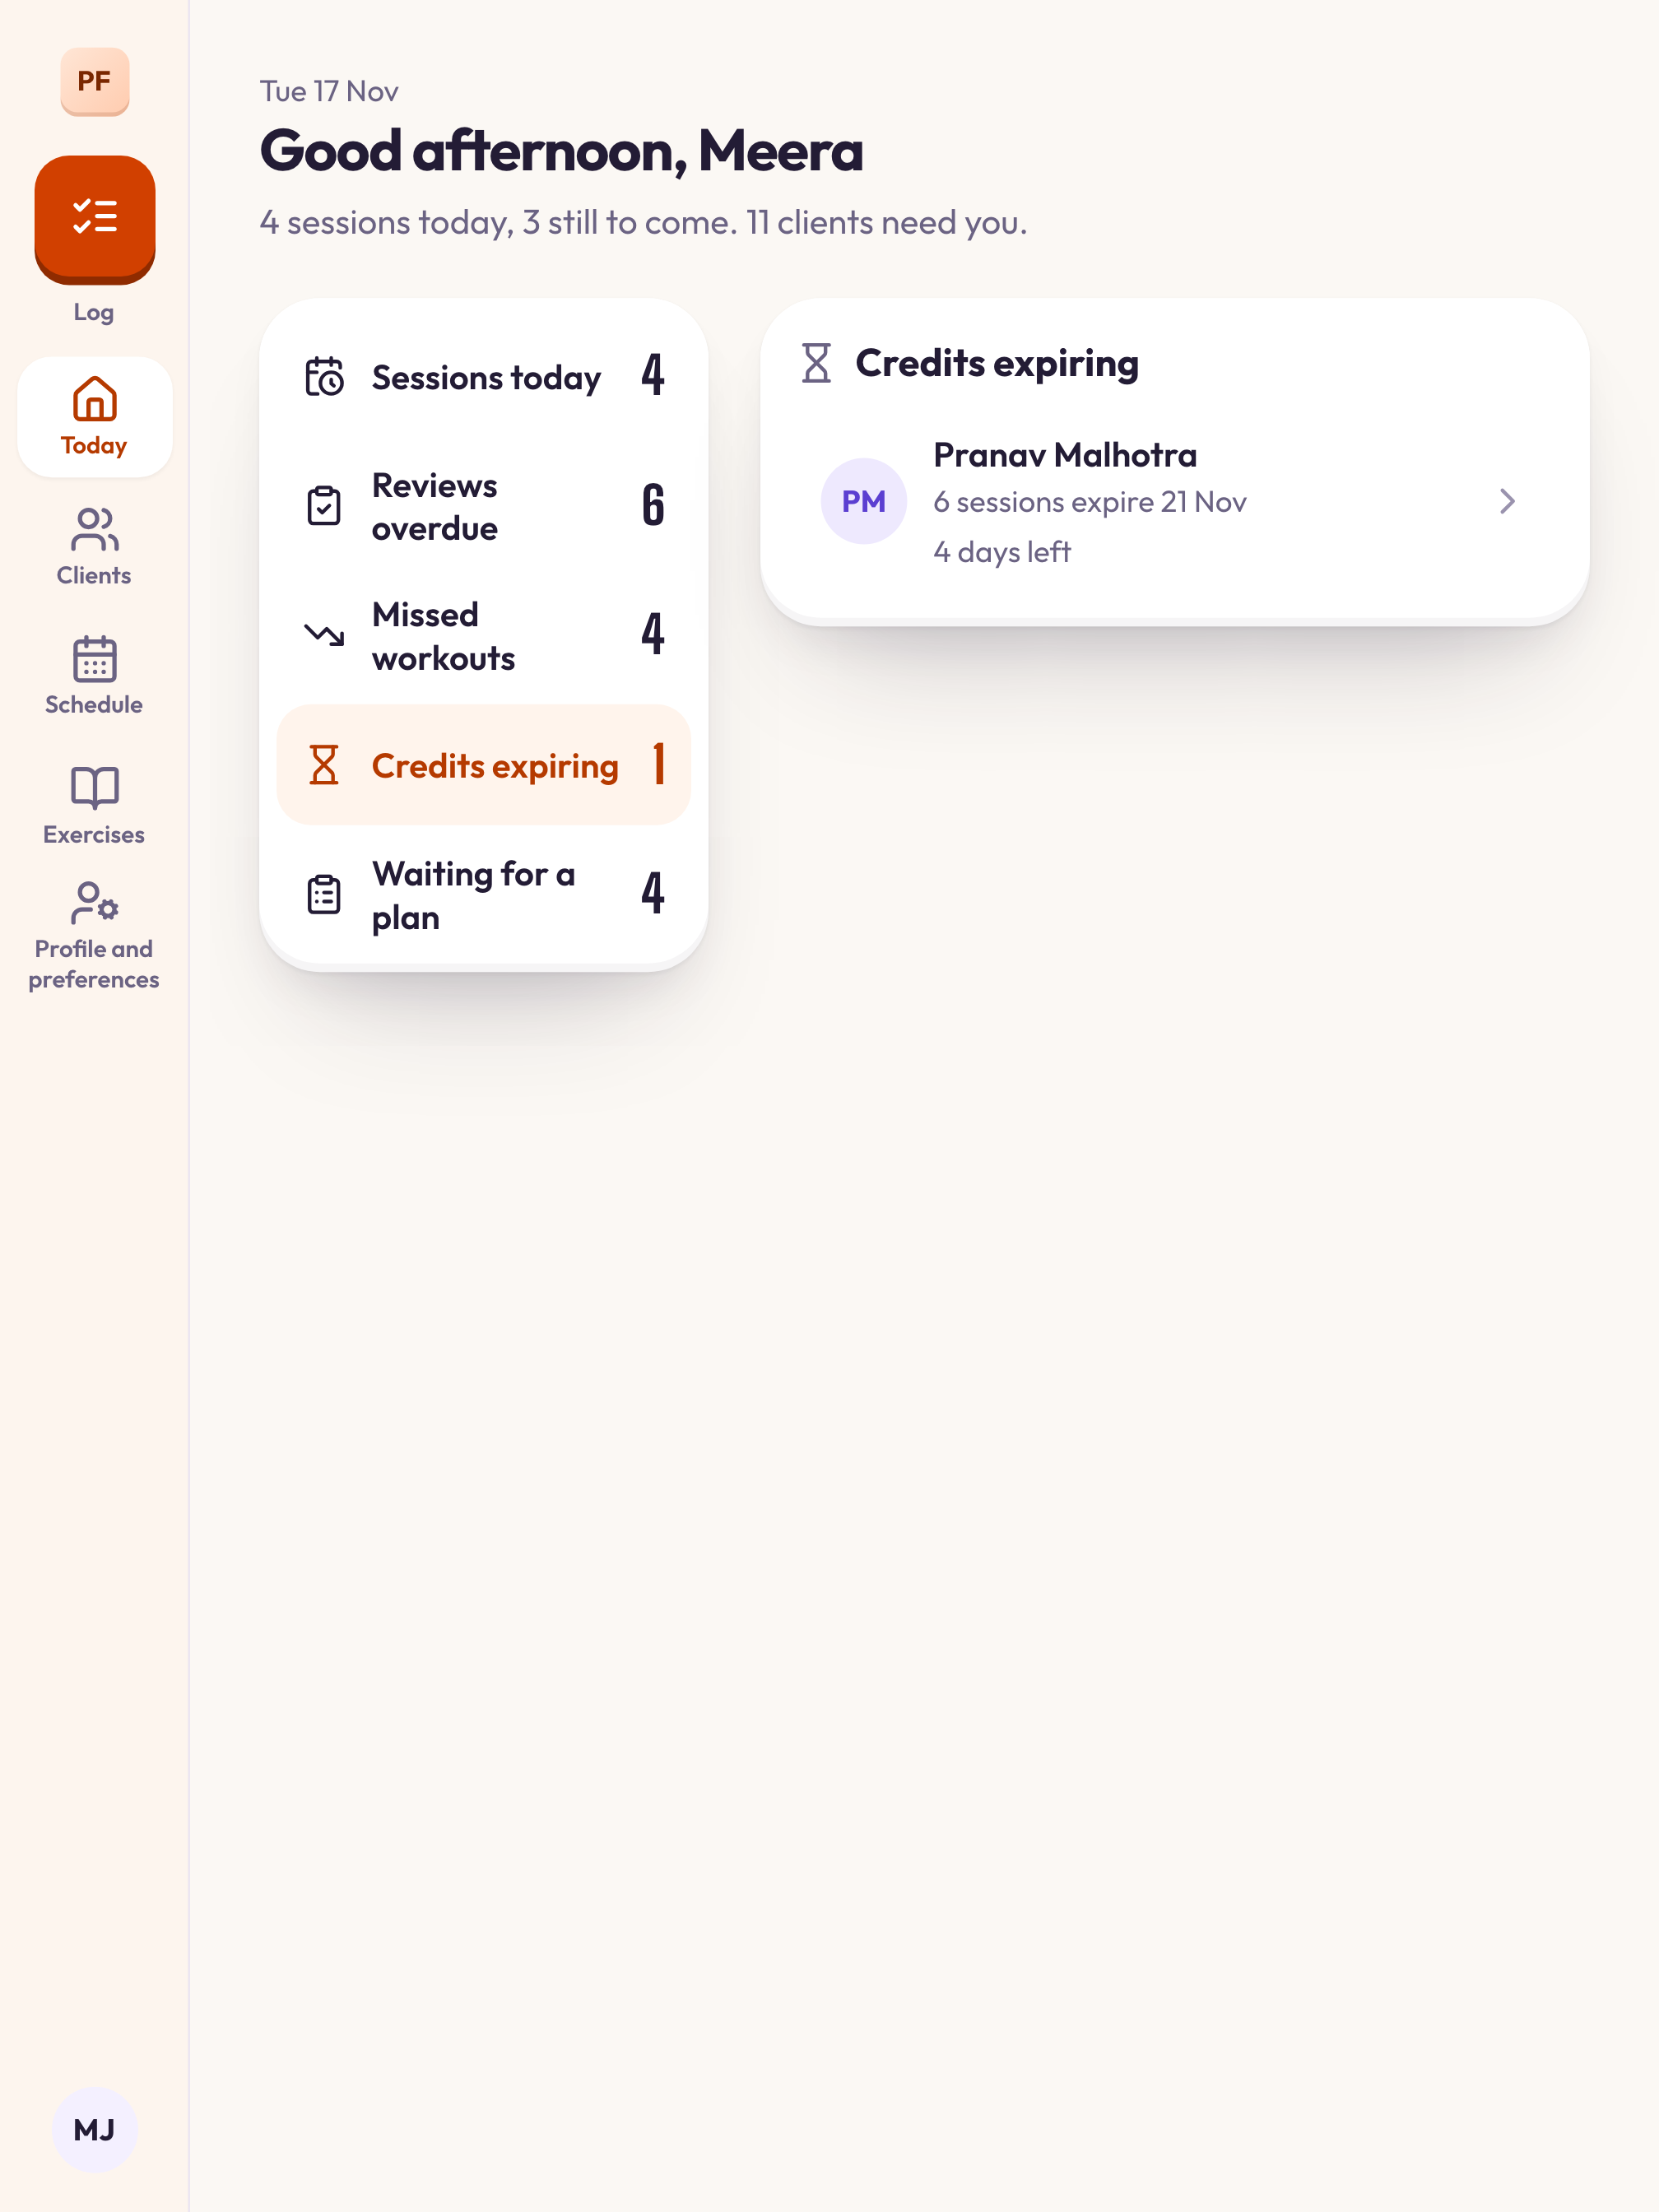 PF
Log
Today
Clients
Schedule
Exercises
Profile and
preferences
MJ
Tue 17 Nov
Good afternoon, Meera
4 sessions today, 3 still to come. 11 clients need you.
Sessions today 4
Reviews
overdue 6
Missed
workouts 4
Credits expiring 1
Waiting for a
plan 4
Credits expiring
PM
Pranav Malhotra
6 sessions expire 21 Nov
4 days left